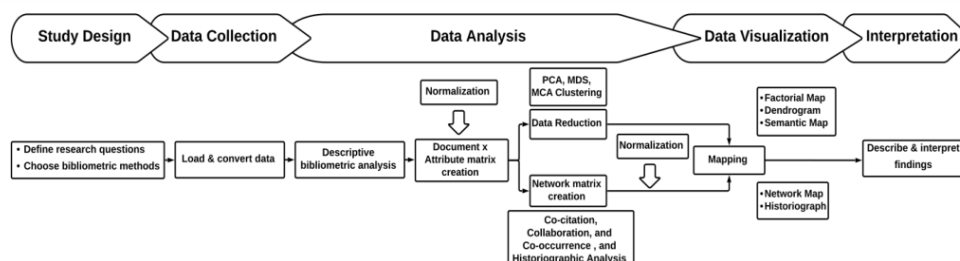 Study Design
Data Collection
Data Analysis
Data Visualization
Interpretation
PCA, MDS,
MCA Clustering
Normalization
• Factorial Map
• Dendrogram
• Semantic Map
Data Reduction
Normalization
• Define research questions
• Choose bibliometric methods
Load & convert data
Descriptive
bibliometric analysis
Document x
Attribute matrix
creation
Mapping
Describe & interpret
findings
Network matrix
creation
• Network Map
• Historiograph
Co-citation,
Collaboration, and
Co-occurrence , and
Historiographic Analysis